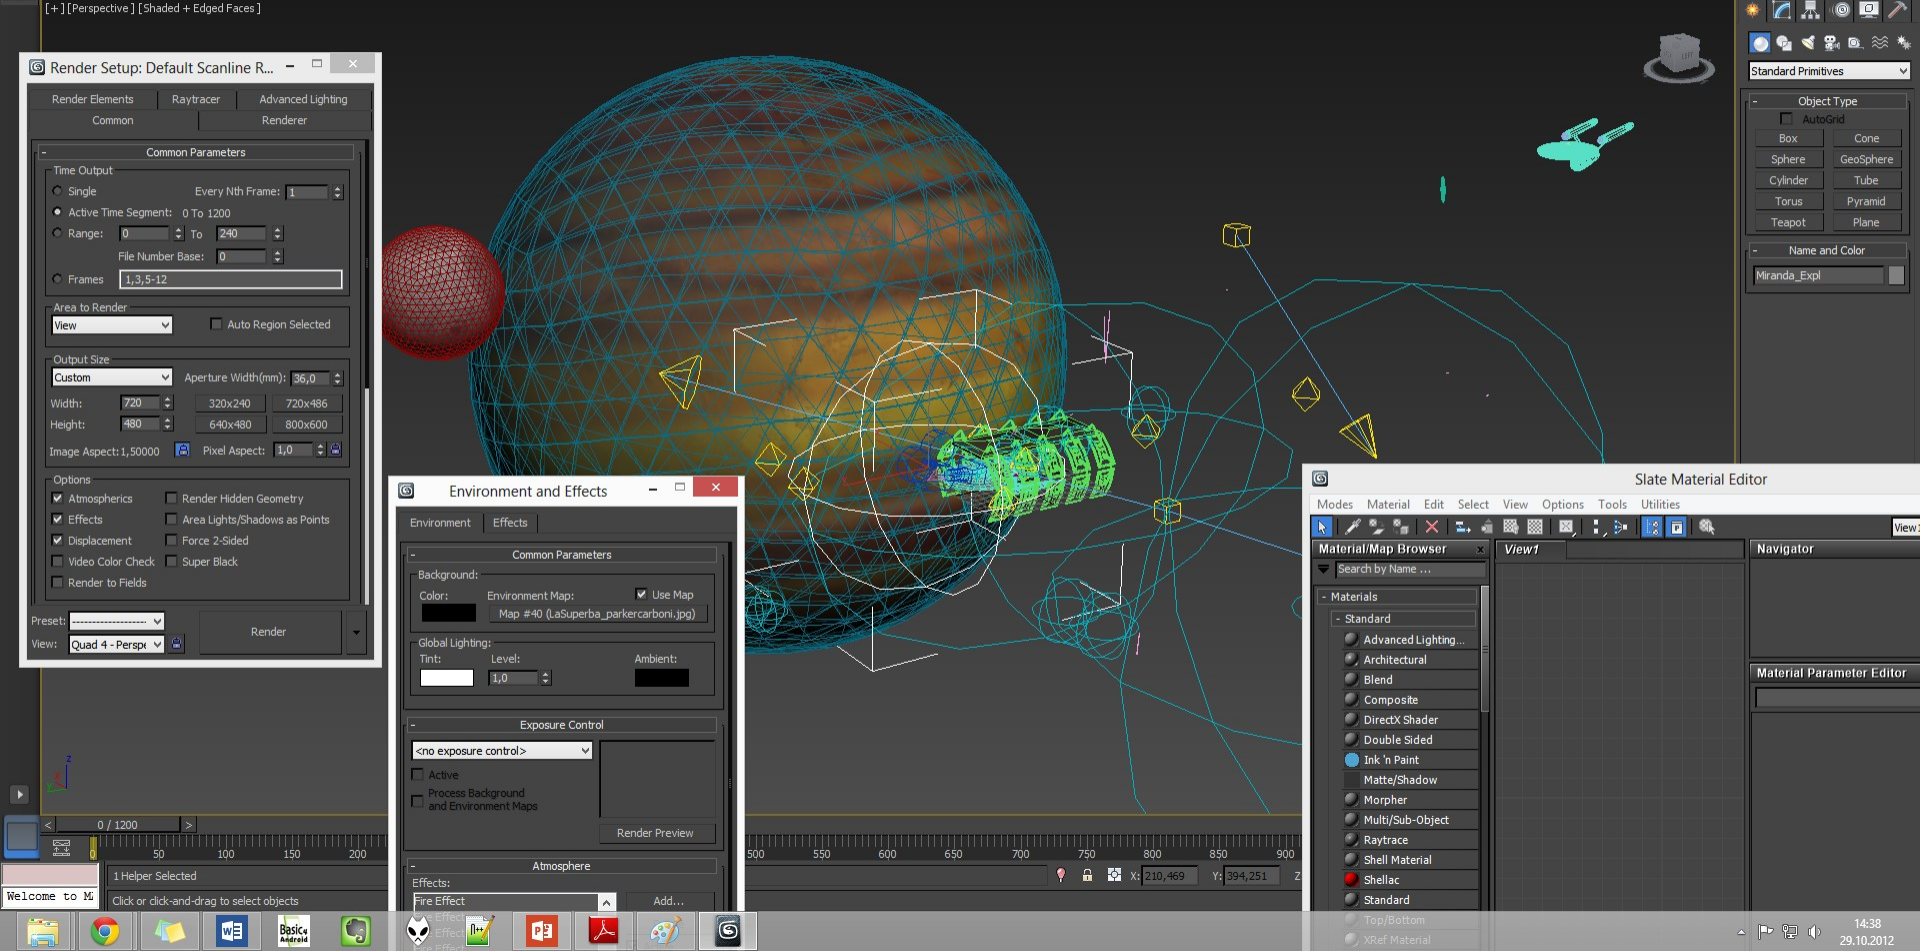 [ + ] [Perspective ] [Shaded + Edged Faces ]
Render Setup: Default Scanline R...
Render Elements
Raytracer
Advanced Lighting
Common
Renderer
- Common Parameters
Time Output
Single
Every Nth Frame: 1
Active Time Segment: 0 To 1200
Range: 0 To 240
File Number Base: 0
Frames 1,3,5-12
Area to Render
View
Auto Region Selected
Output Size
Custom
Aperture Width(mm): 36,0
Width: 720
320x240
720x486
Height: 480
640x480
800x600
Image Aspect: 1,50000
Pixel Aspect: 1,0
Options
Atmospherics
Render Hidden Geometry
Effects
Area Lights/Shadows as Points
Displacement
Force 2-Sided
Video Color Check
Super Black
Render to Fields
Preset: --------------------
View: Quad 4 - Perspe
Render
Environment and Effects
Environment
Effects
- Common Parameters
Background:
Color:
Environment Map:
Use Map
Map #40 (LaSuperba_parkercarboni.jpg)
Global Lighting:
Tint:
Level:
Ambient:
1,0
- Exposure Control
<no exposure control>
Active
Process Background
and Environment Maps
Render Preview
- Atmosphere
Effects:
Fire Effect
Add...
Fire Effect
Fire Effect
Standard Primitives
- Object Type
AutoGrid
Box
Cone
Sphere
GeoSphere
Cylinder
Tube
Torus
Pyramid
Teapot
Plane
- Name and Color
Miranda_Expl
Slate Material Editor
Modes
Material
Edit
Select
View
Options
Tools
Utilities
View
Material/Map Browser x
View1
Navigator
Search by Name ...
- Materials
- Standard
Advanced Lighting...
Architectural
Blend
Composite
DirectX Shader
Double Sided
Ink 'n Paint
Matte/Shadow
Morpher
Multi/Sub-Object
Raytrace
Shell Material
Shellac
Standard
Top/Bottom
XRef Material
Material Parameter Editor
z
x
y
< 0 / 1200 >
0 50 100 150 200 500 550 600 650 700 750 800 850 900
1 Helper Selected
X: 210,469
Y: 394,251
Z
Welcome to M
Click or click-and-drag to select objects
Basic4
Android
14:38
29.10.2012